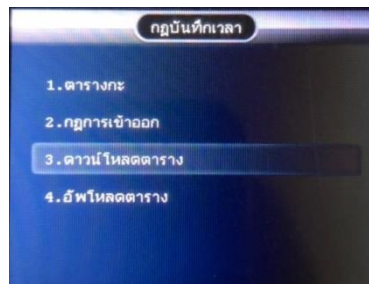 กฎบันทึกเวลา
1.ตารางกะ
2.กฎการเข้าออก
3.ดาวน์โหลดตาราง
4.อัพโหลดตาราง